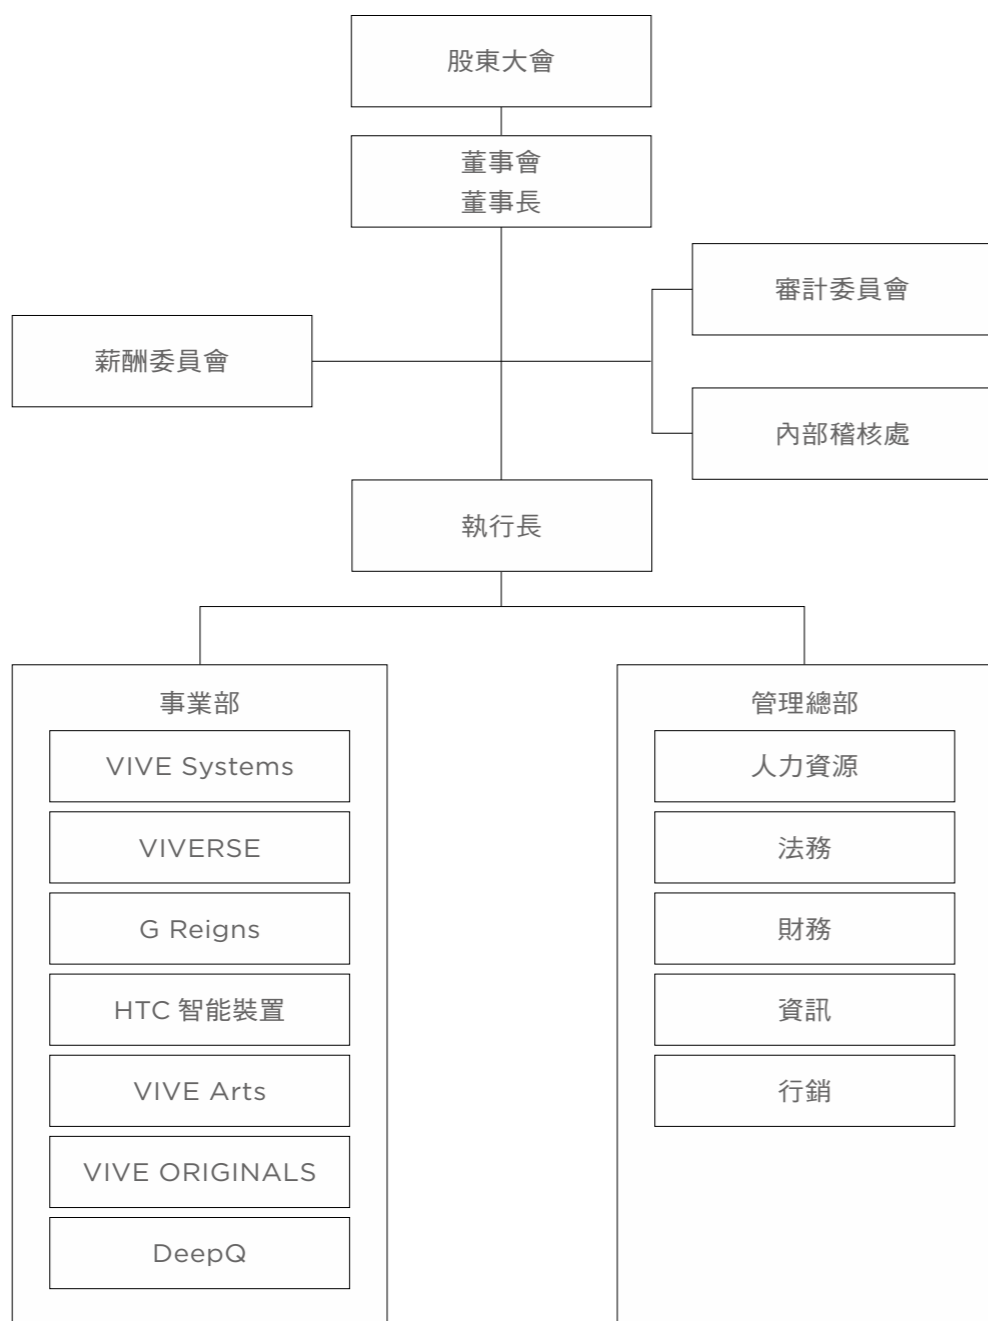 股東大會
董事會
董事長
審計委員會
薪酬委員會
內部稽核處
執行長
事業部
VIVE Systems
VIVERSE
G Reigns
HTC 智能裝置
VIVE Arts
VIVE ORIGINALS
DeepQ
管理總部
人力資源
法務
財務
資訊
行銷